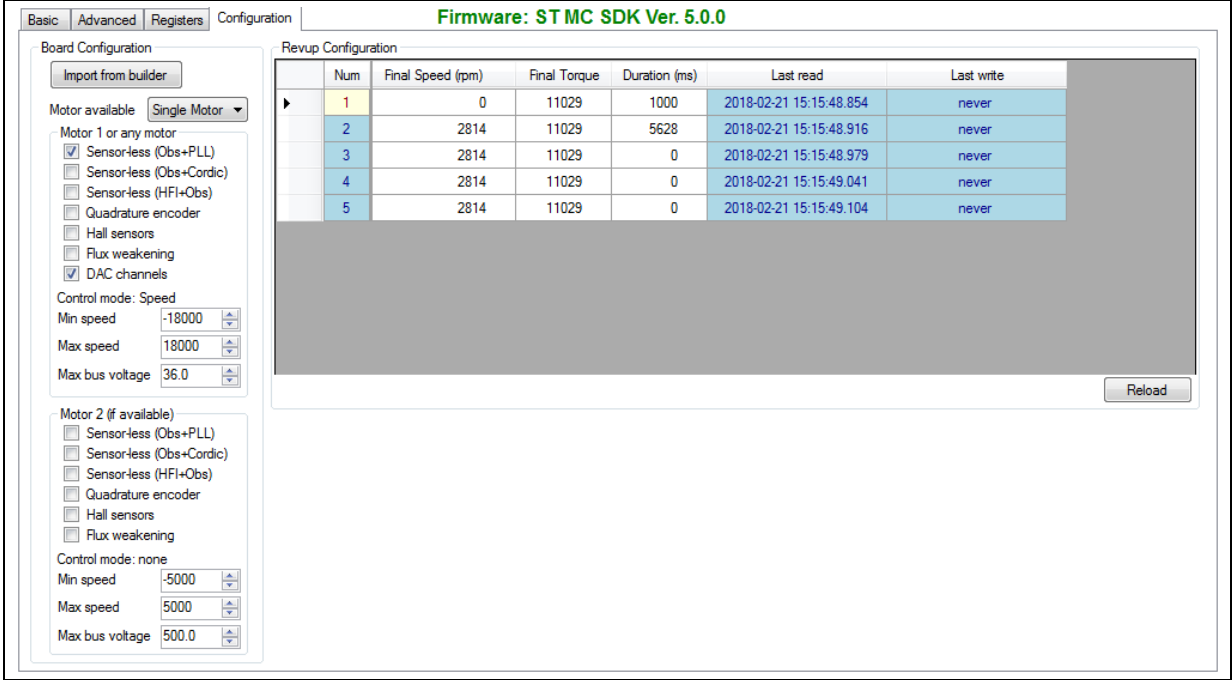 Basic Advanced Registers Configuration
Firmware: ST MC SDK Ver. 5.0.0
Board Configuration
Import from builder
Motor available Single Motor
Motor 1 or any motor
Sensor-less (Obs+PLL)
Sensor-less (Obs+Cordic)
Sensor-less (HFI+Obs)
Quadrature encoder
Hall sensors
Flux weakening
DAC channels
Control mode: Speed
Min speed -18000
Max speed 18000
Max bus voltage 36.0
Motor 2 (if available)
Sensor-less (Obs+PLL)
Sensor-less (Obs+Cordic)
Sensor-less (HFI+Obs)
Quadrature encoder
Hall sensors
Flux weakening
Control mode: none
Min speed -5000
Max speed 5000
Max bus voltage 500.0
Revup Configuration
Num Final Speed (rpm) Final Torque Duration (ms) Last read Last write
1 0 11029 1000 2018-02-21 15:15:48.854 never
2 2814 11029 5628 2018-02-21 15:15:48.916 never
3 2814 11029 0 2018-02-21 15:15:48.979 never
4 2814 11029 0 2018-02-21 15:15:49.041 never
5 2814 11029 0 2018-02-21 15:15:49.104 never
Reload